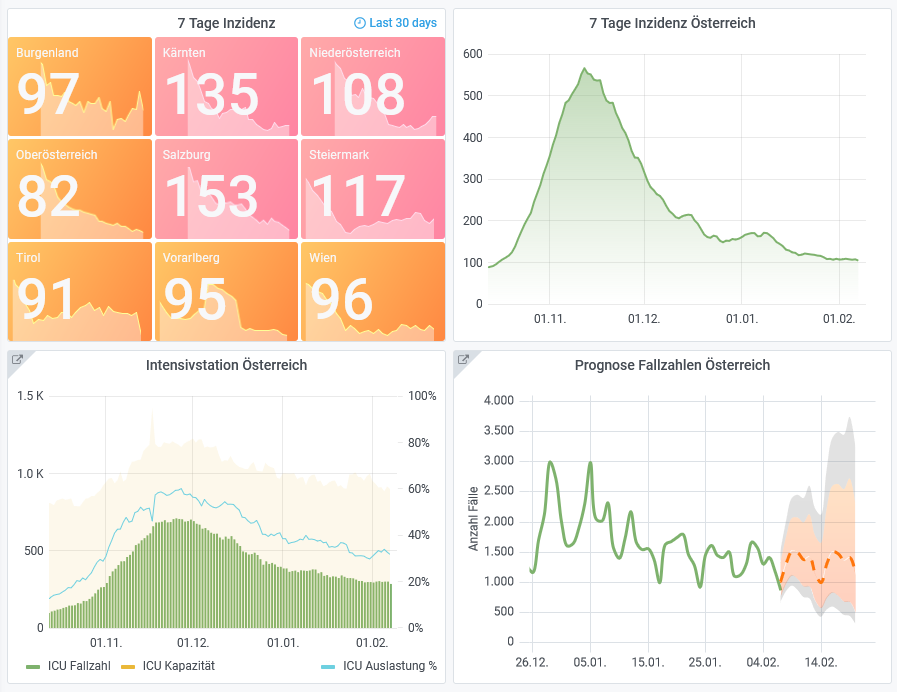 7 Tage Inzidenz
Last 30 days
Burgenland
97
Kärnten
135
Niederösterreich
108
Oberösterreich
82
Salzburg
153
Steiermark
117
Tirol
91
Vorarlberg
95
Wien
96
7 Tage Inzidenz Österreich
600
500
400
300
200
100
0
01.11. 01.12. 01.01. 01.02.
Intensivstation Österreich
1.5 K
1.0 K
500
0
100%
80%
60%
40%
20%
0%
01.11. 01.12. 01.01. 01.02.
ICU Fallzahl ICU Kapazität ICU Auslastung %
Prognose Fallzahlen Österreich
Anzahl Fälle
4.000
3.500
3.000
2.500
2.000
1.500
1.000
500
0
26.12. 05.01. 15.01. 25.01. 04.02. 14.02.